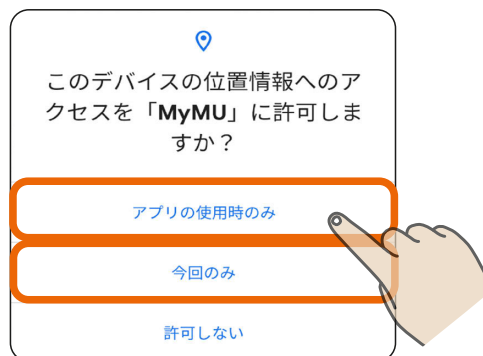 このデバイスの位置情報へのア
クセスを「MyMU」に許可しま
すか？
アプリの使用時のみ
今回のみ
許可しない